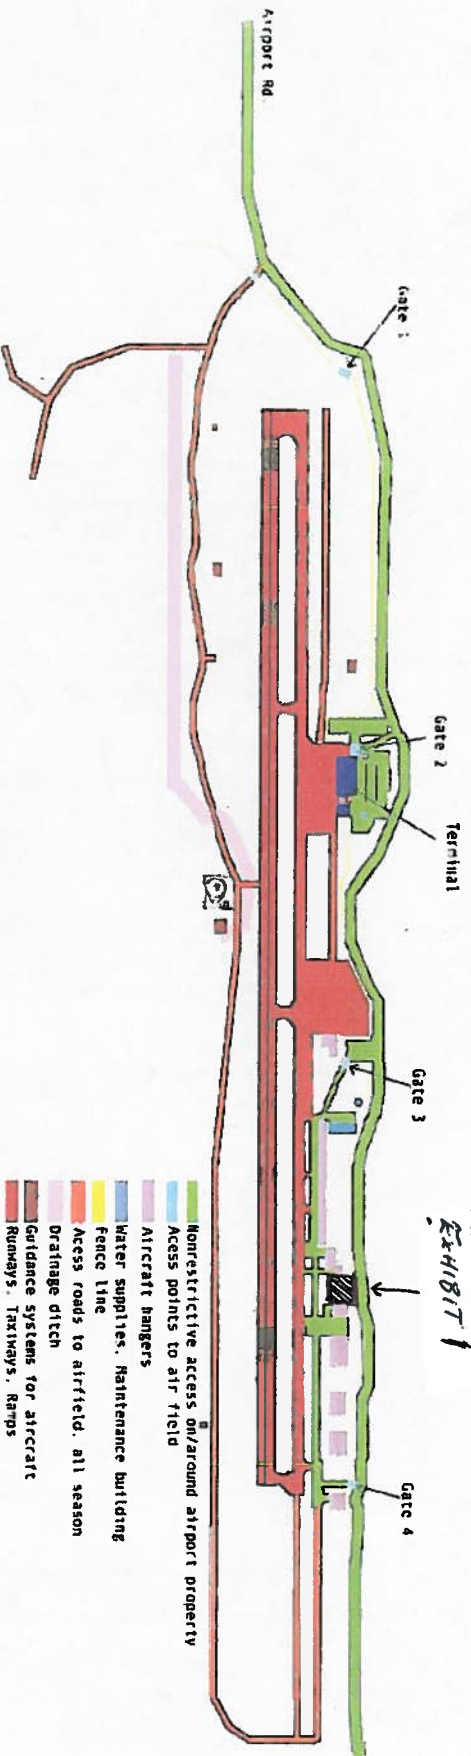 Airport Rd.
Gate 1
Gate 2
Terminal
Gate 3
EXHIBIT 1
Gate 4
Nonrestrictive access on/around airport property
Acess points to air field
Aircraft hangers
Water supplies, Maintenance building
Fence line
Acess roads to airfield, all season
Drainage ditch
Guidance systems for aircraft
Runways, Taxiways, Ramps